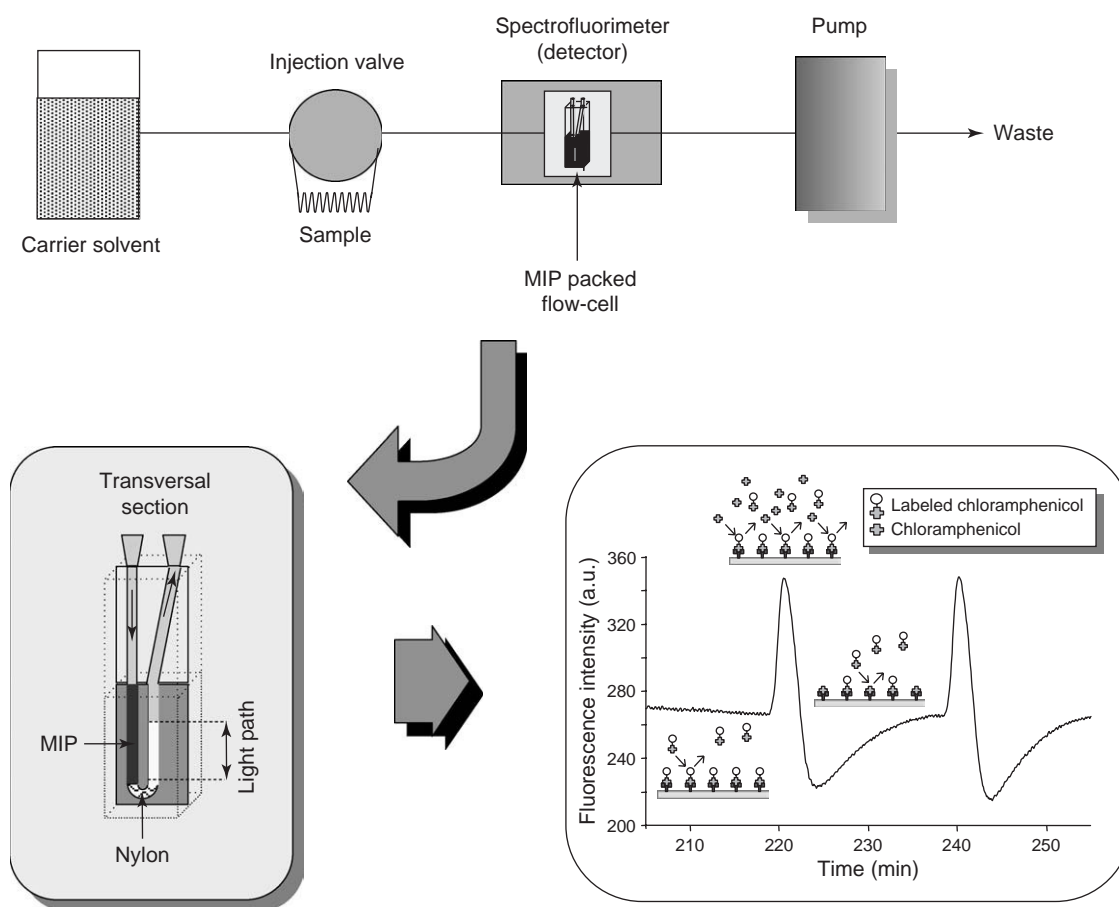 Spectrofluorimeter
(detector)
Pump
Injection valve
Waste
Sample
Carrier solvent
MIP packed
flow-cell
Transversal
section
MIP
Light path
Nylon
Labeled chloramphenicol
Chloramphenicol
Fluorescence intensity (a.u.)
360
320
280
240
200
210
220
230
240
250
Time (min)